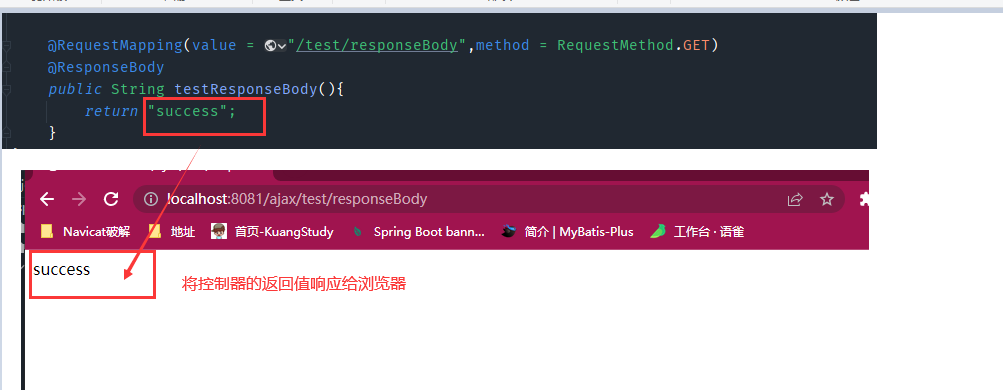 @RequestMapping(value = "/test/responseBody",method = RequestMethod.GET)
@ResponseBody
public String testResponseBody(){
return "success";
}
localhost:8081/ajax/test/responseBody
Navicat破解 地址 首页-KuangStudy Spring Boot bann... 简介 | MyBatis-Plus 工作台 · 语雀
success
将控制器的返回值响应给浏览器